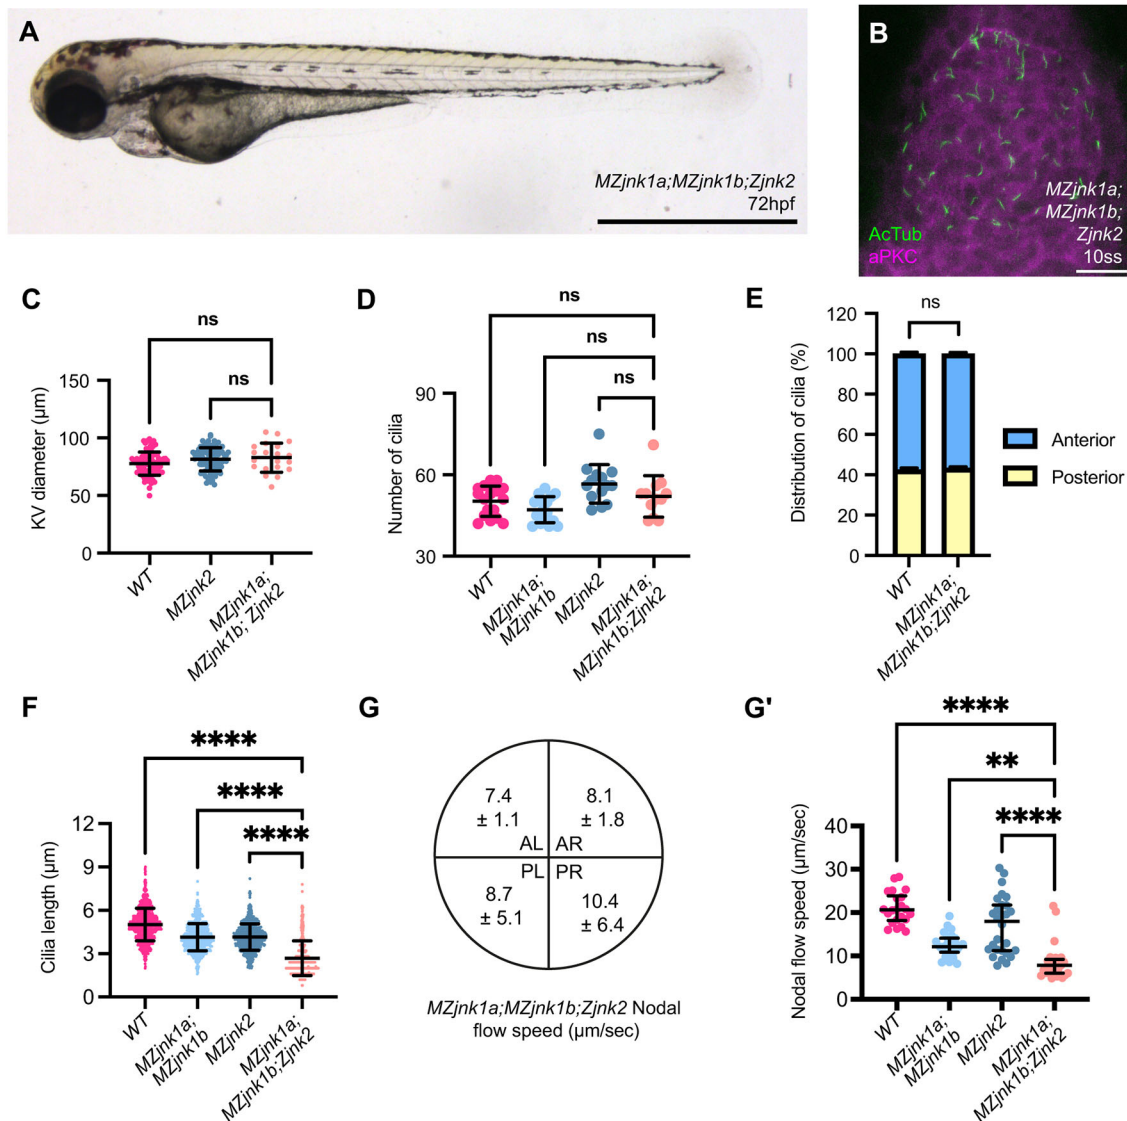 A
MZjnk1a;MZjnk1b;Zjnk2
72hpf
B
AcTub
aPKC
MZjnk1a;
MZjnk1b;
Zjnk2
10ss
C
ns
ns
KV diameter (µm)
150
100
50
0
WT
MZjnk2
MZjnk1a;
MZjnk1b; Zjnk2
D
ns
ns
ns
Number of cilia
90
60
30
WT
MZjnk1a;
MZjnk1b
MZjnk2
MZjnk1a;
MZjnk1b;Zjnk2
E
ns
Distribution of cilia (%)
120
100
80
60
40
20
0
WT
MZjnk1a;
MZjnk1b;Zjnk2
Anterior
Posterior
F
****
****
****
Cilia length (µm)
12
9
6
3
0
WT
MZjnk1a;
MZjnk1b
MZjnk2
MZjnk1a;
MZjnk1b;Zjnk2
G
7.4
± 1.1
AL
8.1
± 1.8
AR
PL
8.7
± 5.1
PR
10.4
± 6.4
MZjnk1a;MZjnk1b;Zjnk2 Nodal
flow speed (µm/sec)
G'
****
**
****
Nodal flow speed (µm/sec)
40
30
20
10
0
WT
MZjnk1a;
MZjnk1b
MZjnk2
MZjnk1a;
MZjnk1b;Zjnk2